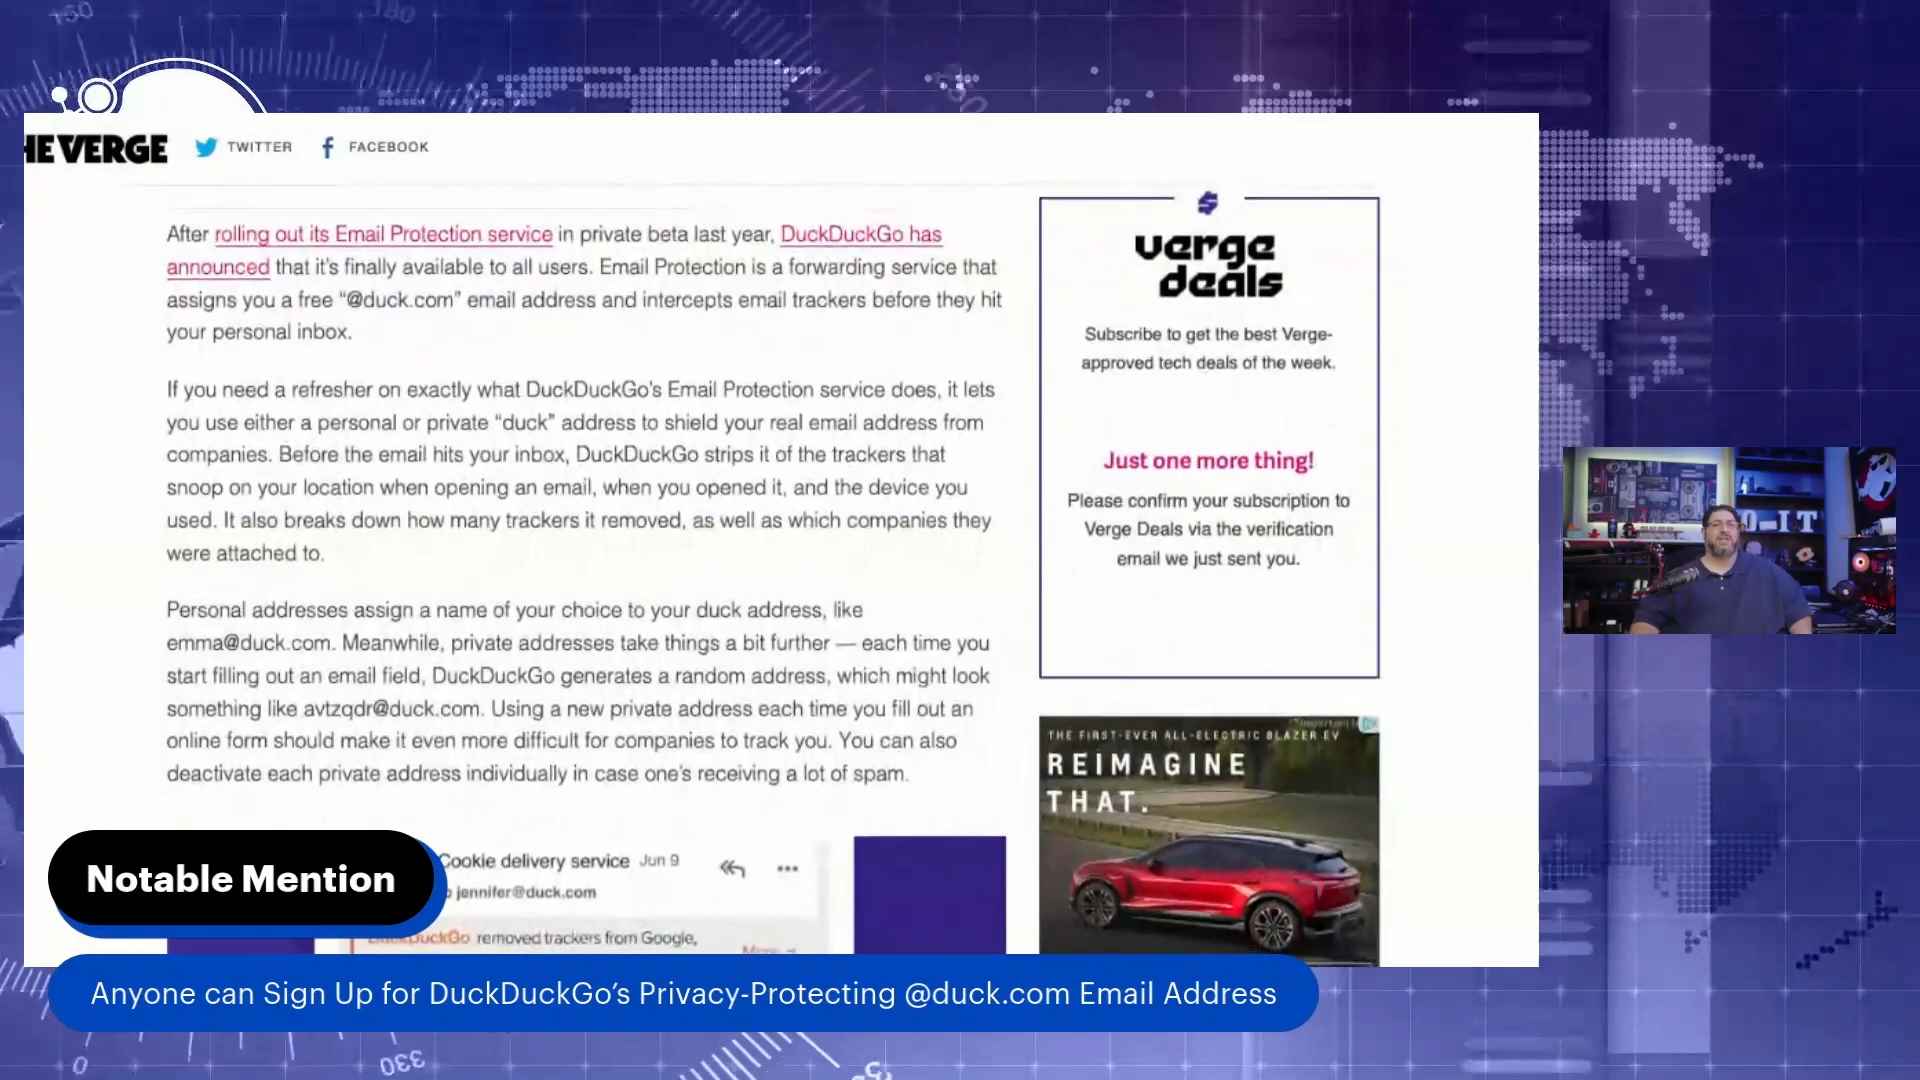 150
180
HE VERGE
TWITTER
FACEBOOK
After rolling out its Email Protection service in private beta last year, DuckDuckGo has
announced that it's finally available to all users. Email Protection is a forwarding service that
assigns you a free “@duck.com” email address and intercepts email trackers before they hit
your personal inbox.
If you need a refresher on exactly what DuckDuckGo's Email Protection service does, it lets
you use either a personal or private “duck” address to shield your real email address from
companies. Before the email hits your inbox, DuckDuckGo strips it of the trackers that
snoop on your location when opening an email, when you opened it, and the device you
used. It also breaks down how many trackers it removed, as well as which companies they
were attached to.
Personal addresses assign a name of your choice to your duck address, like
emma@duck.com. Meanwhile, private addresses take things a bit further — each time you
start filling out an email field, DuckDuckGo generates a random address, which might look
something like avtzqdr@duck.com. Using a new private address each time you fill out an
online form should make it even more difficult for companies to track you. You can also
deactivate each private address individually in case one's receiving a lot of spam.
verge
deals
Subscribe to get the best Verge-
approved tech deals of the week.
Just one more thing!
Please confirm your subscription to
Verge Deals via the verification
email we just sent you.
THE FIRST-EVER ALL-ELECTRIC BLAZER EV
REIMAGINE
THAT.
O-IT
Cookie delivery service Jun 9
jennifer@duck.com
DuckDuckGo removed trackers from Google,
More
Notable Mention
Anyone can Sign Up for DuckDuckGo’s Privacy-Protecting @duck.com Email Address
0
330